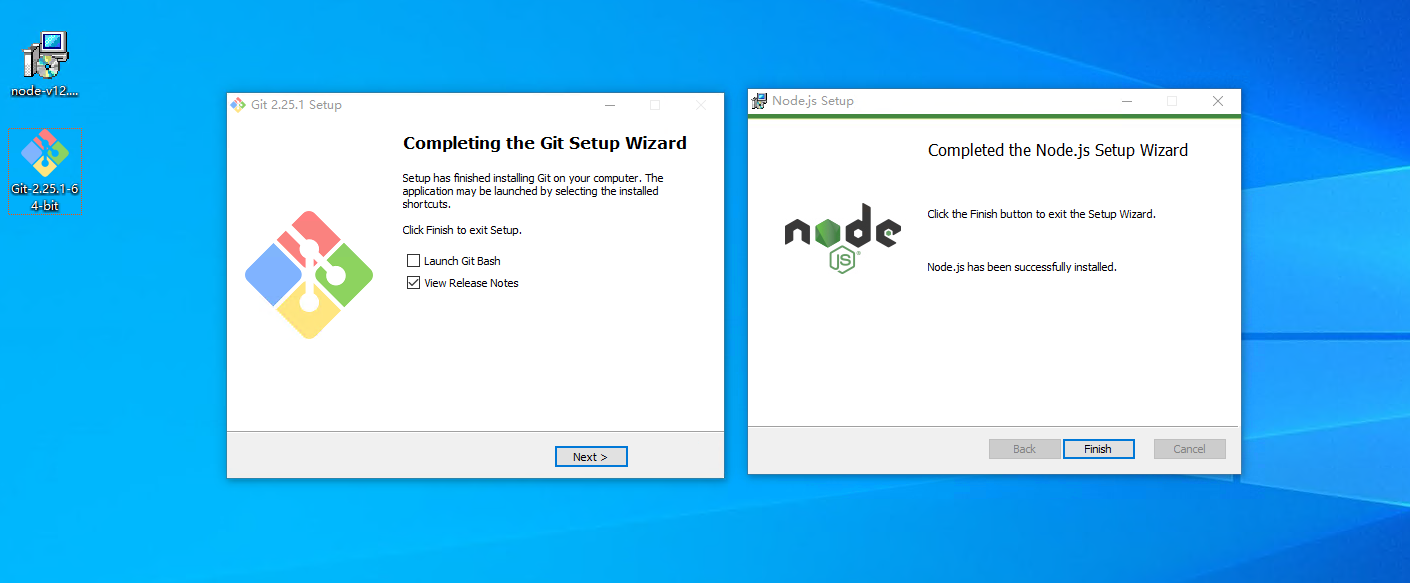 node-v12....
Git-2.25.1-6
4-bit
Git 2.25.1 Setup
Completing the Git Setup Wizard
Setup has finished installing Git on your computer. The
application may be launched by selecting the installed
shortcuts.
Click Finish to exit Setup.
Launch Git Bash
View Release Notes
Next >
Node.js Setup
Completed the Node.js Setup Wizard
node
JS
®
Click the Finish button to exit the Setup Wizard.
Node.js has been successfully installed.
Back
Finish
Cancel